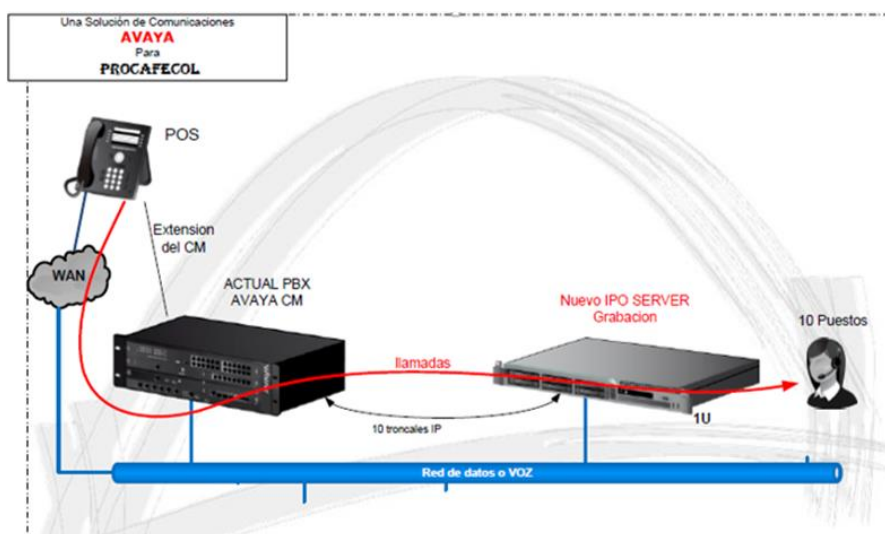 Una Solución de Comunicaciones
AVAYA
Para
PROCAFECOL
POS
Extension
del CM
WAN
ACTUAL PBX
AVAYA CM
Nuevo IPO SERVER
Grabacion
10 Puestos
llamadas
1U
10 troncales IP
Red de datos o VOZ